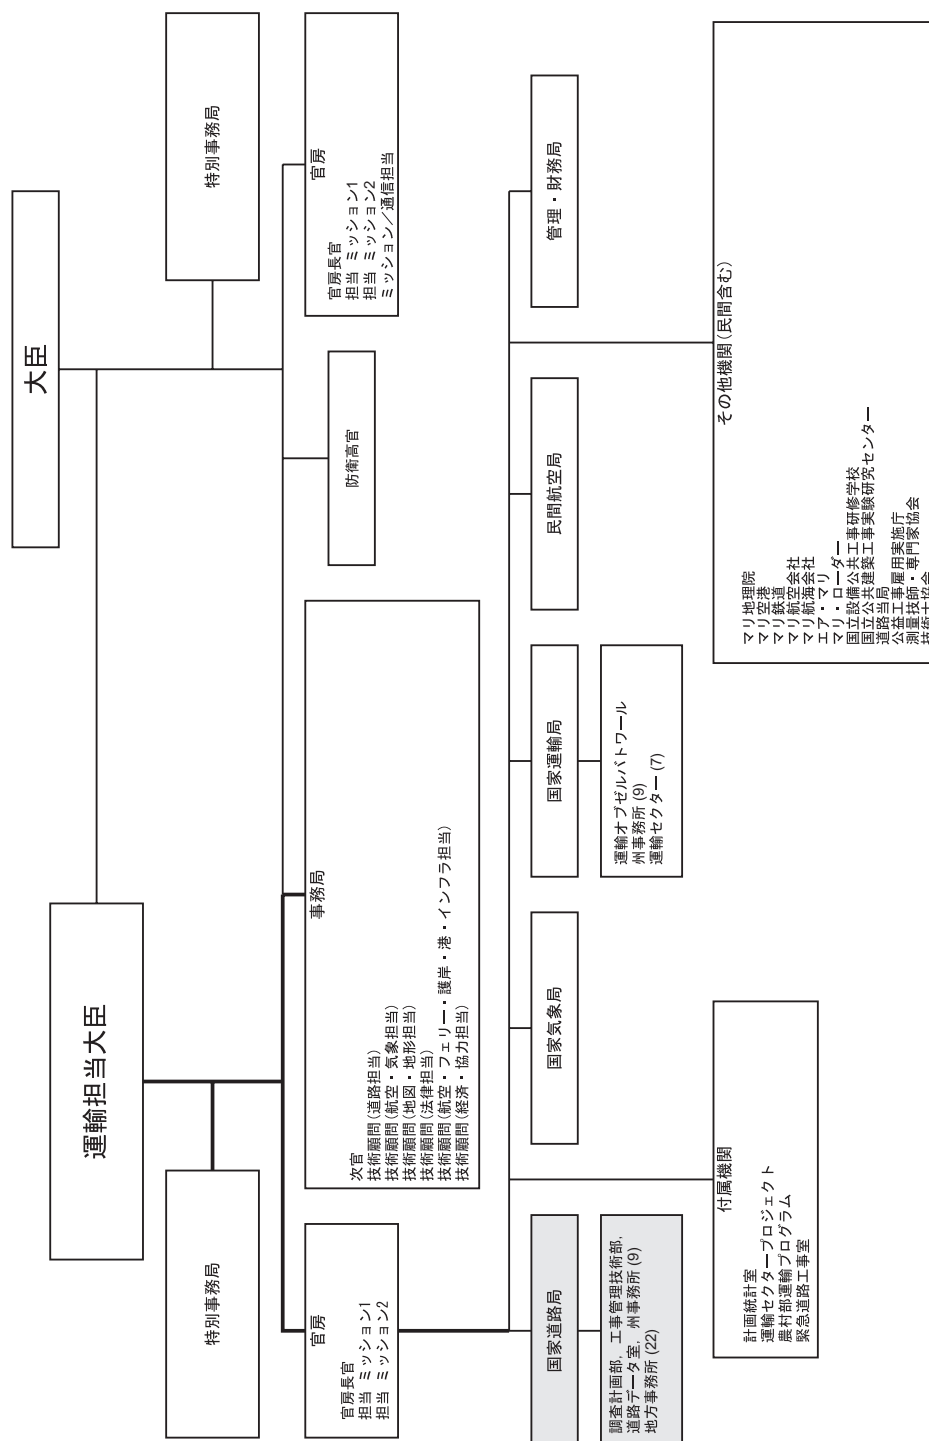 大臣
運輸担当大臣
特別事務局
特別事務局
官房
官房長官
担当 ミッション1
担当 ミッション2
事務局
次官
技術顧問(道路担当)
技術顧問(航空・気象担当)
技術顧問(地図・地形担当)
技術顧問(法律担当)
技術顧問(航空・フェリー・護岸・港・インフラ担当)
技術顧問(経済・協力担当)
防衛高官
官房
官房長官
担当 ミッション1
担当 ミッション2
ミッション/通信担当
国家道路局
国家気象局
国家運輸局
民間航空局
管理・財務局
調査計画部, 工事管理技術部,
道路データ室, 州事務所 (9)
地方事務所 (22)
運輸オブゼルバトワール
州事務所 (9)
運輸セクター (7)
付属機関
計画統計室
運輸セクタープロジェクト
農村部運輸プログラム
緊急道路工事室
その他機関(民間含む)
マリ地理院
マリ空港
マリ鉄道
マリ航空会社
マリ航海会社
エア・マリ
マリ・ローダー
国立設備公共工事研修学校
国立公共建築工事実験研究センター
道路当局
公益工事雇用実施庁
測量技師・専門家協会
技術士協会